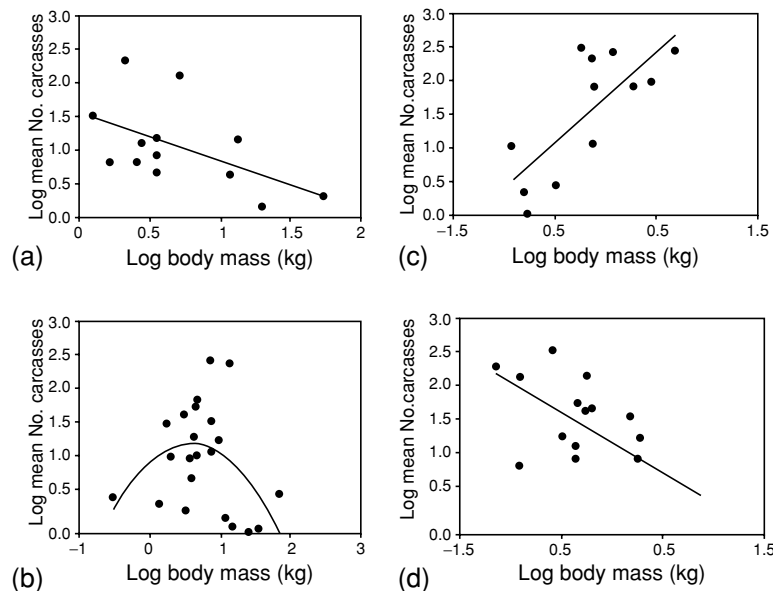 Log mean No. carcasses
3.0
2.5
2.0
1.5
1.0
0.5
0.0
0 0.5 1 1.5 2
Log body mass (kg)
(a)
Log mean No. carcasses
3.0
2.5
2.0
1.5
1.0
0.5
0.0
−1.5 0.5 0.5 1.5
Log body mass (kg)
(c)
Log mean No. carcasses
3.0
2.5
2.0
1.5
1.0
0.5
0.0
−1 0 1 2 3
Log body mass (kg)
(b)
Log mean No.carcasses
3.0
2.5
2.0
1.5
1.0
0.5
0.0
−1.5 0.5 0.5 1.5
Log body mass (kg)
(d)